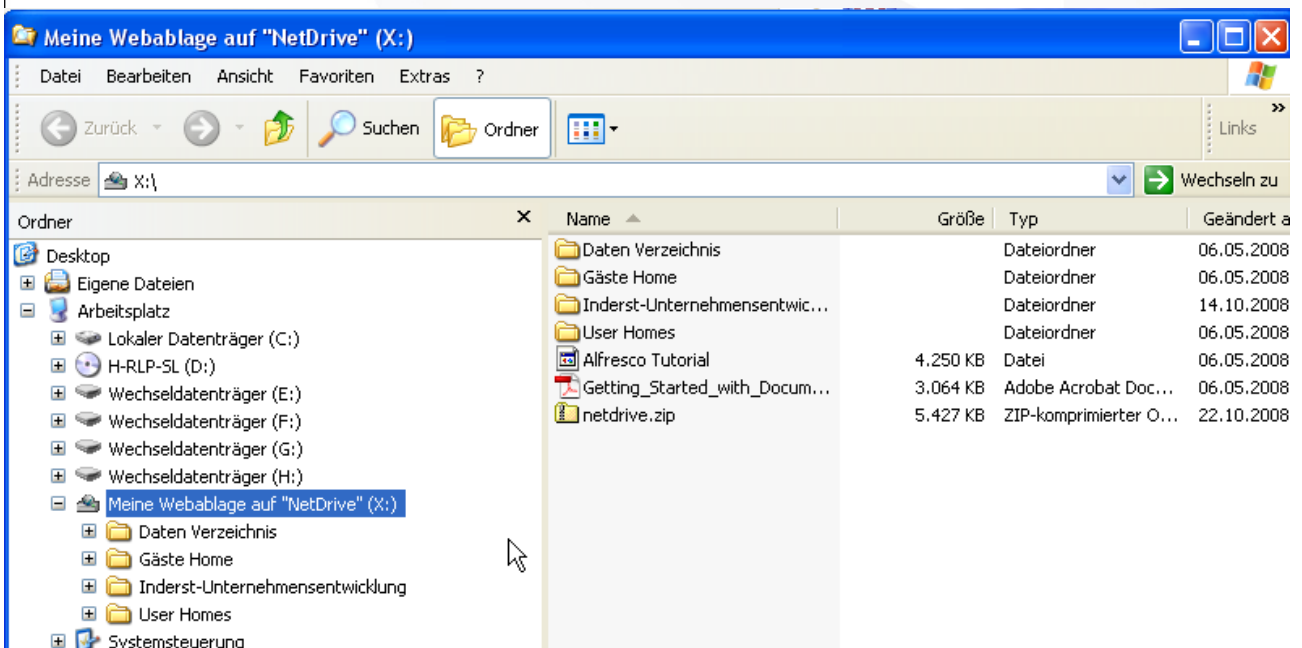 Meine Webablage auf "NetDrive" (X:)
Datei Bearbeiten Ansicht Favoriten Extras ?
Zurück Suchen Ordner Links »
Adresse X:\ Wechseln zu
Ordner
Desktop
Eigene Dateien
Arbeitsplatz
Lokaler Datenträger (C:)
H-RLP-SL (D:)
Wechseldatenträger (E:)
Wechseldatenträger (F:)
Wechseldatenträger (G:)
Wechseldatenträger (H:)
Meine Webablage auf "NetDrive" (X:)
Daten Verzeichnis
Gäste Home
Inderst-Unternehmensentwicklung
User Homes
Systemsteuerung
Name Größe Typ Geändert a
Daten Verzeichnis Dateiordner 06.05.2008
Gäste Home Dateiordner 06.05.2008
Inderst-Unternehmensentwic... Dateiordner 14.10.2008
User Homes Dateiordner 06.05.2008
Alfresco Tutorial 4.250 KB Datei 06.05.2008
Getting_Started_with_Docum... 3.064 KB Adobe Acrobat Doc... 06.05.2008
netdrive.zip 5.427 KB ZIP-komprimierter O... 22.10.2008